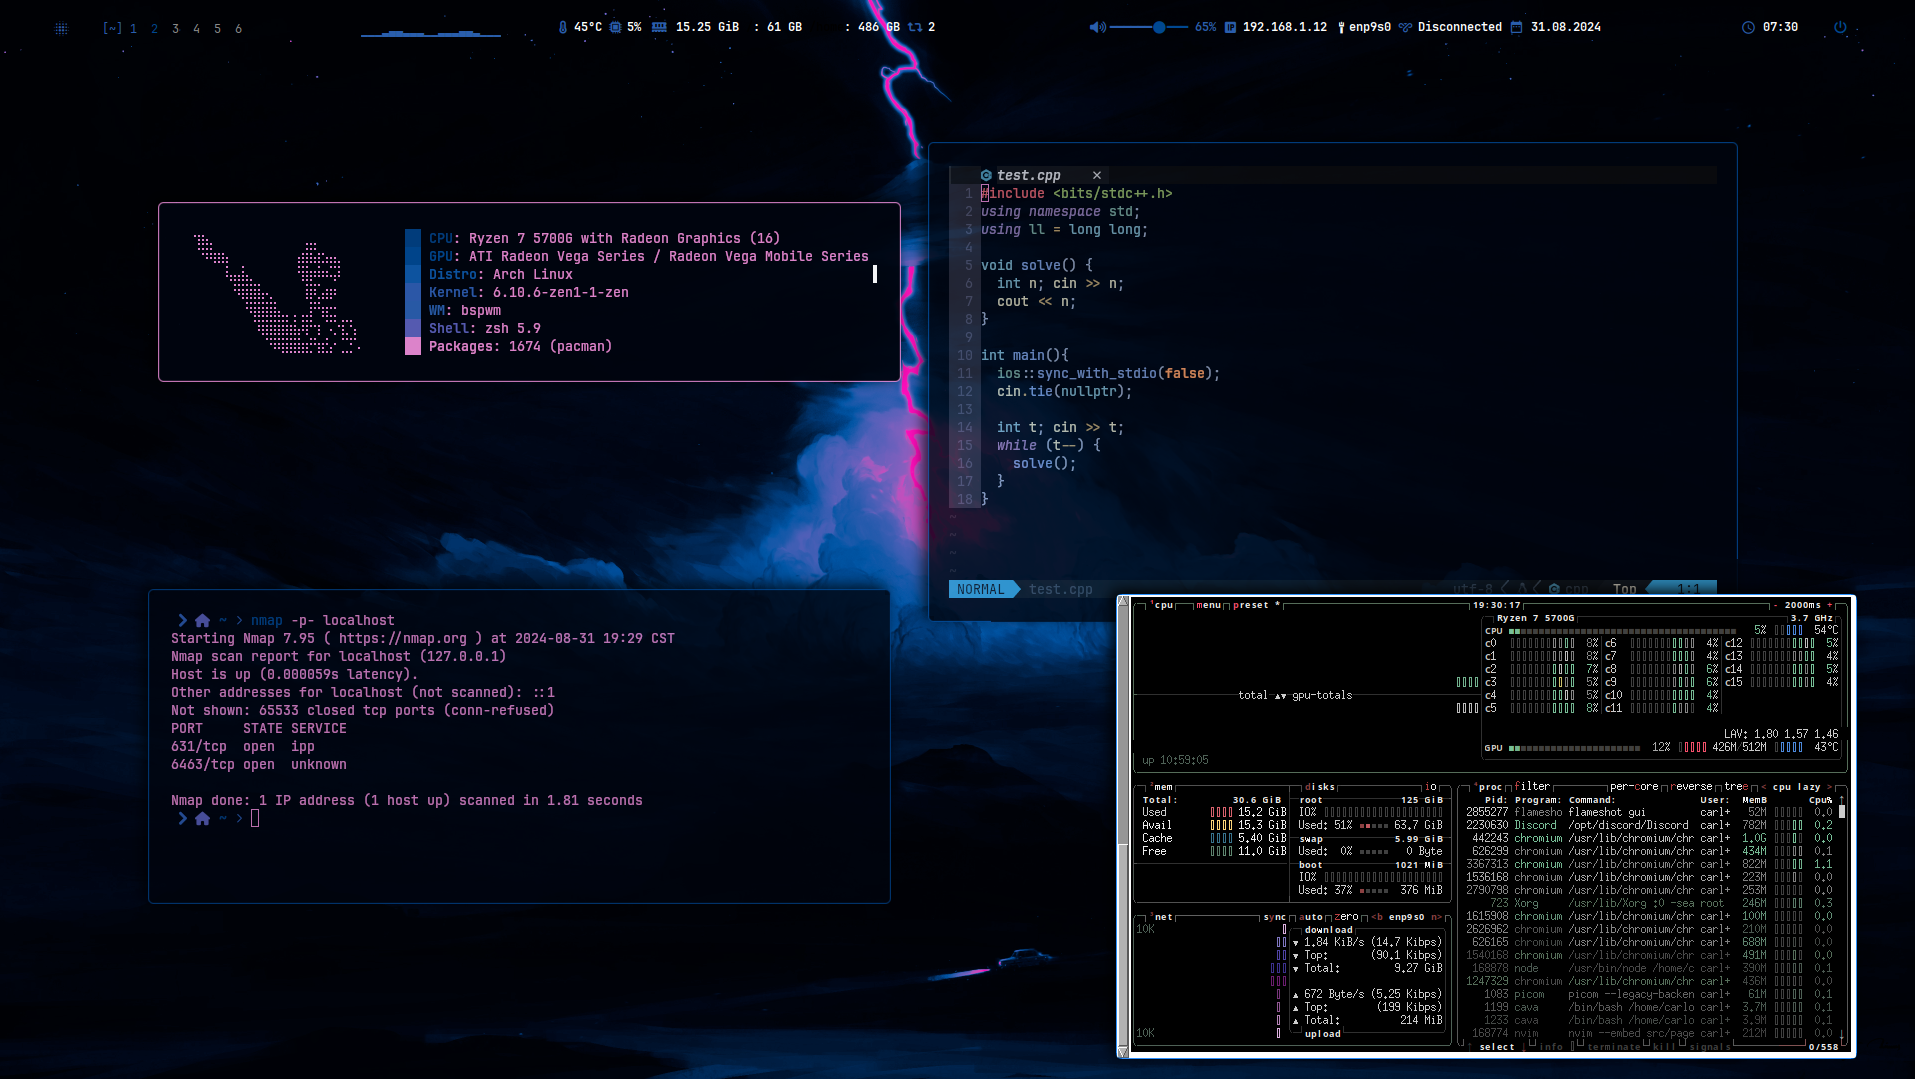 [~] 1 2 3 4 5 6
45°C 5% 15.25 GiB : 61 GB : 486 GB 2
65% 192.168.1.12 enp9s0 Disconnected 31.08.2024
07:30
CPU: Ryzen 7 5700G with Radeon Graphics (16)
GPU: ATI Radeon Vega Series / Radeon Vega Mobile Series
Distro: Arch Linux
Kernel: 6.10.6-zen1-1-zen
WM: bspwm
Shell: zsh 5.9
Packages: 1674 (pacman)
test.cpp ×
1 #include <bits/stdc++.h>
2 using namespace std;
3 using ll = long long;
4
5 void solve() {
6 int n; cin >> n;
7 cout << n;
8 }
9
10 int main(){
11 ios::sync_with_stdio(false);
12 cin.tie(nullptr);
13
14 int t; cin >> t;
15 while (t--) {
16 solve();
17 }
18 }
~
~
~
~
NORMAL test.cpp utf-8 cpp Top 1:1
~ > nmap -p- localhost
Starting Nmap 7.95 ( https://nmap.org ) at 2024-08-31 19:29 CST
Nmap scan report for localhost (127.0.0.1)
Host is up (0.000059s latency).
Other addresses for localhost (not scanned): ::1
Not shown: 65533 closed tcp ports (conn-refused)
PORT STATE SERVICE
631/tcp open ipp
6463/tcp open unknown
Nmap done: 1 IP address (1 host up) scanned in 1.81 seconds
~ >
¹cpu menu preset * 19:30:17 - 2000ms +
Ryzen 7 5700G 3.7 GHz
CPU 5% 54°C
c0 8% c6 4% c12 5%
c1 8% c7 4% c13 4%
c2 7% c8 6% c14 5%
c3 5% c9 6% c15 4%
c4 5% c10 4%
c5 8% c11 4%
total ▲▼ gpu-totals
LAV: 1.80 1.57 1.46
GPU 12% 426M/512M 43°C
up 10:59:05
²mem
Total: 30.6 GiB
Used 15.2 GiB
Avail 15.3 GiB
Cache 5.40 GiB
Free 11.0 GiB
disks io
root 125 GiB
IO%
Used: 51% 63.7 GiB
swap 5.99 GiB
Used: 0% 0 Byte
boot 1021 MiB
IO%
Used: 37% 376 MiB
³net sync auto zero <b enp9s0 n>
10K
download
▼ 1.84 KiB/s (14.7 Kibps)
▼ Top: (90.1 Kibps)
▼ Total: 9.27 GiB
▲ 672 Byte/s (5.25 Kibps)
▲ Top: (199 Kibps)
▲ Total: 214 MiB
10K
upload
⁴proc filter per-core reverse tree < cpu lazy >
Pid: Program: Command: User: MemB Cpu% ↑
2855277 flamesho flameshot gui carl+ 52M 0.0
2230630 Discord /opt/discord/Discord carl+ 782M 0.2
442243 chromium /usr/lib/chromium/chr carl+ 1.0G 0.0
626299 chromium /usr/lib/chromium/chr carl+ 434M 0.1
3367313 chromium /usr/lib/chromium/chr carl+ 822M 1.1
1536168 chromium /usr/lib/chromium/chr carl+ 223M 0.0
2790798 chromium /usr/lib/chromium/chr carl+ 253M 0.0
723 Xorg /usr/lib/Xorg :0 -sea root 246M 0.3
1615908 chromium /usr/lib/chromium/chr carl+ 100M 0.0
2626962 chromium /usr/lib/chromium/chr carl+ 210M 0.0
626165 chromium /usr/lib/chromium/chr carl+ 688M 0.0
1540168 chromium /usr/lib/chromium/chr carl+ 491M 0.0
168878 node /usr/bin/node /home/c carl+ 390M 0.1
1247329 chromium /usr/lib/chromium/chr carl+ 436M 0.0
1083 picom picom --legacy-backen carl+ 61M 0.1
1199 cava /bin/bash /home/carlo carl+ 3.7M 0.1
1233 cava /bin/bash /home/carlo carl+ 3.9M 0.1
168774 nvim nvim --embed src/page carl+ 212M 0.0 ↓
↑ select ↓ info terminate kill signals 0/558